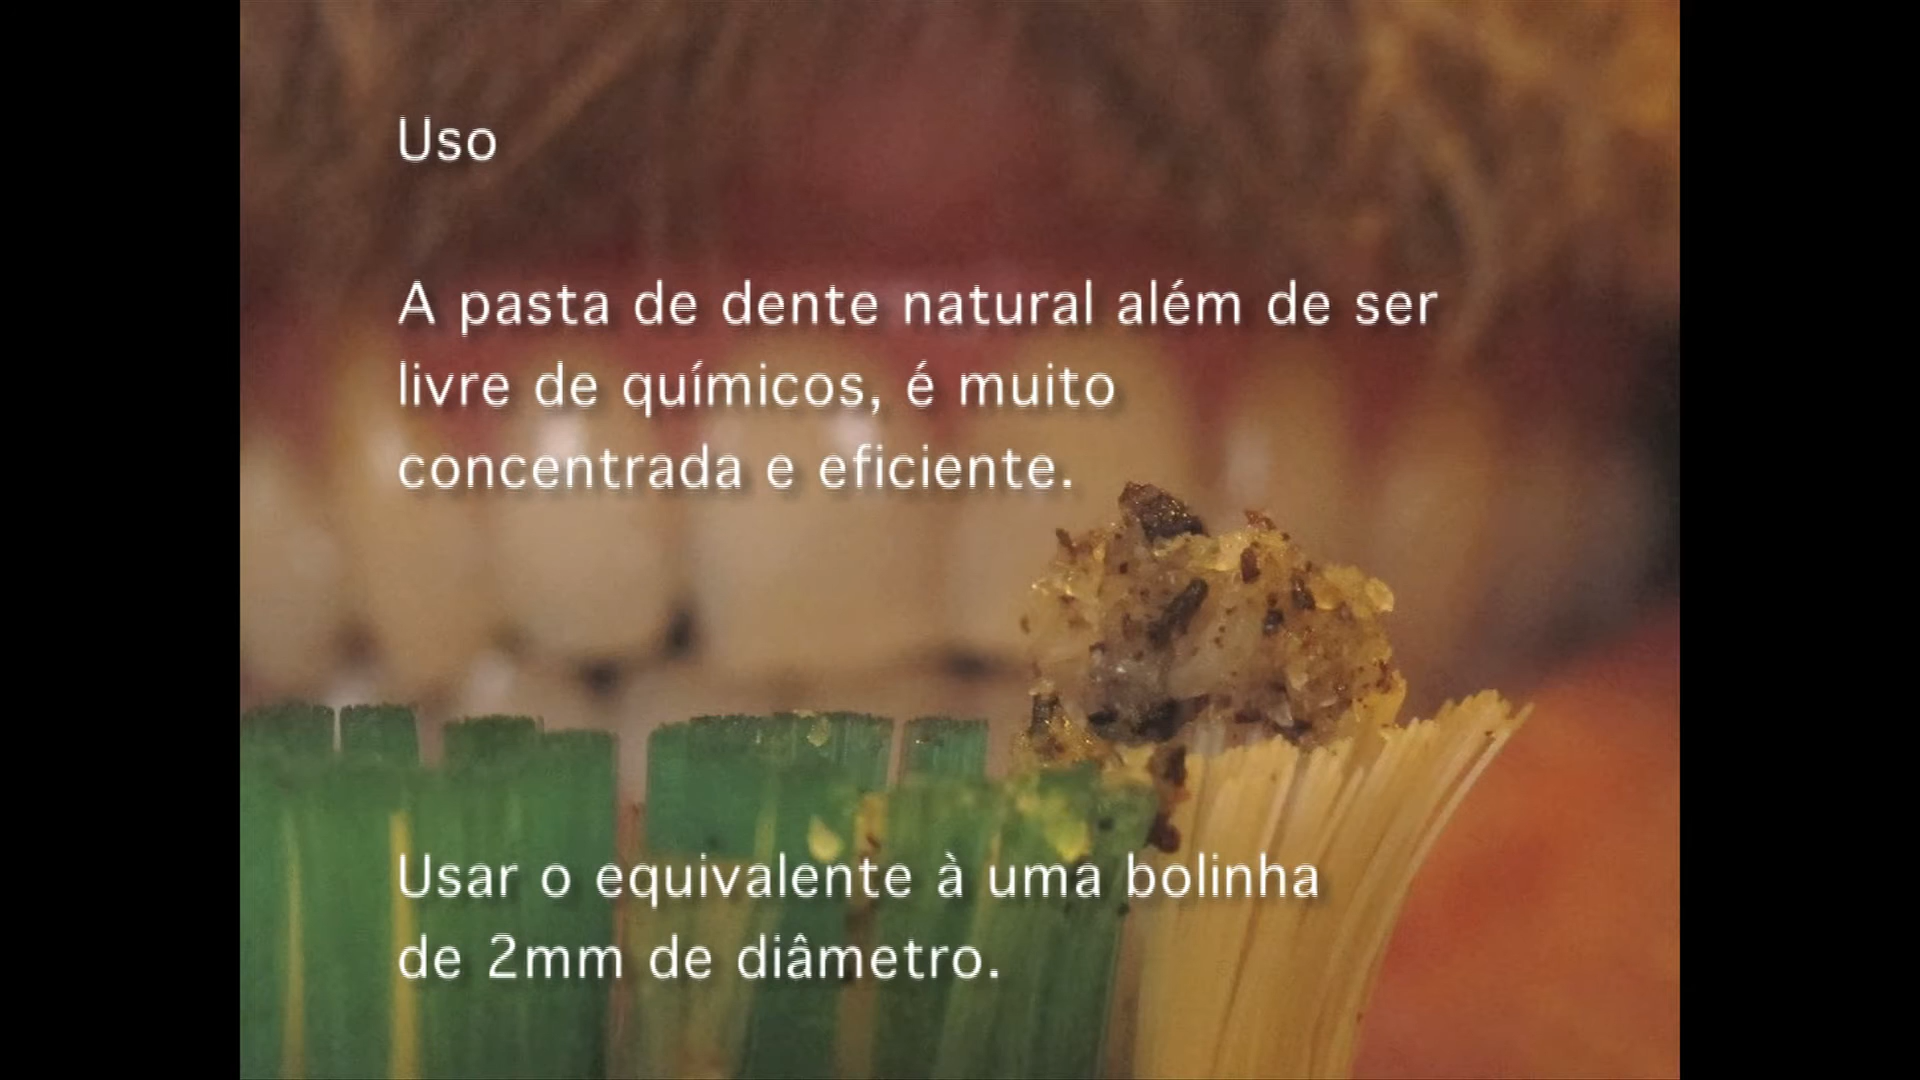 Uso
A pasta de dente natural além de ser
livre de químicos, é muito
concentrada e eficiente.
Usar o equivalente à uma bolinha
de 2mm de diâmetro.